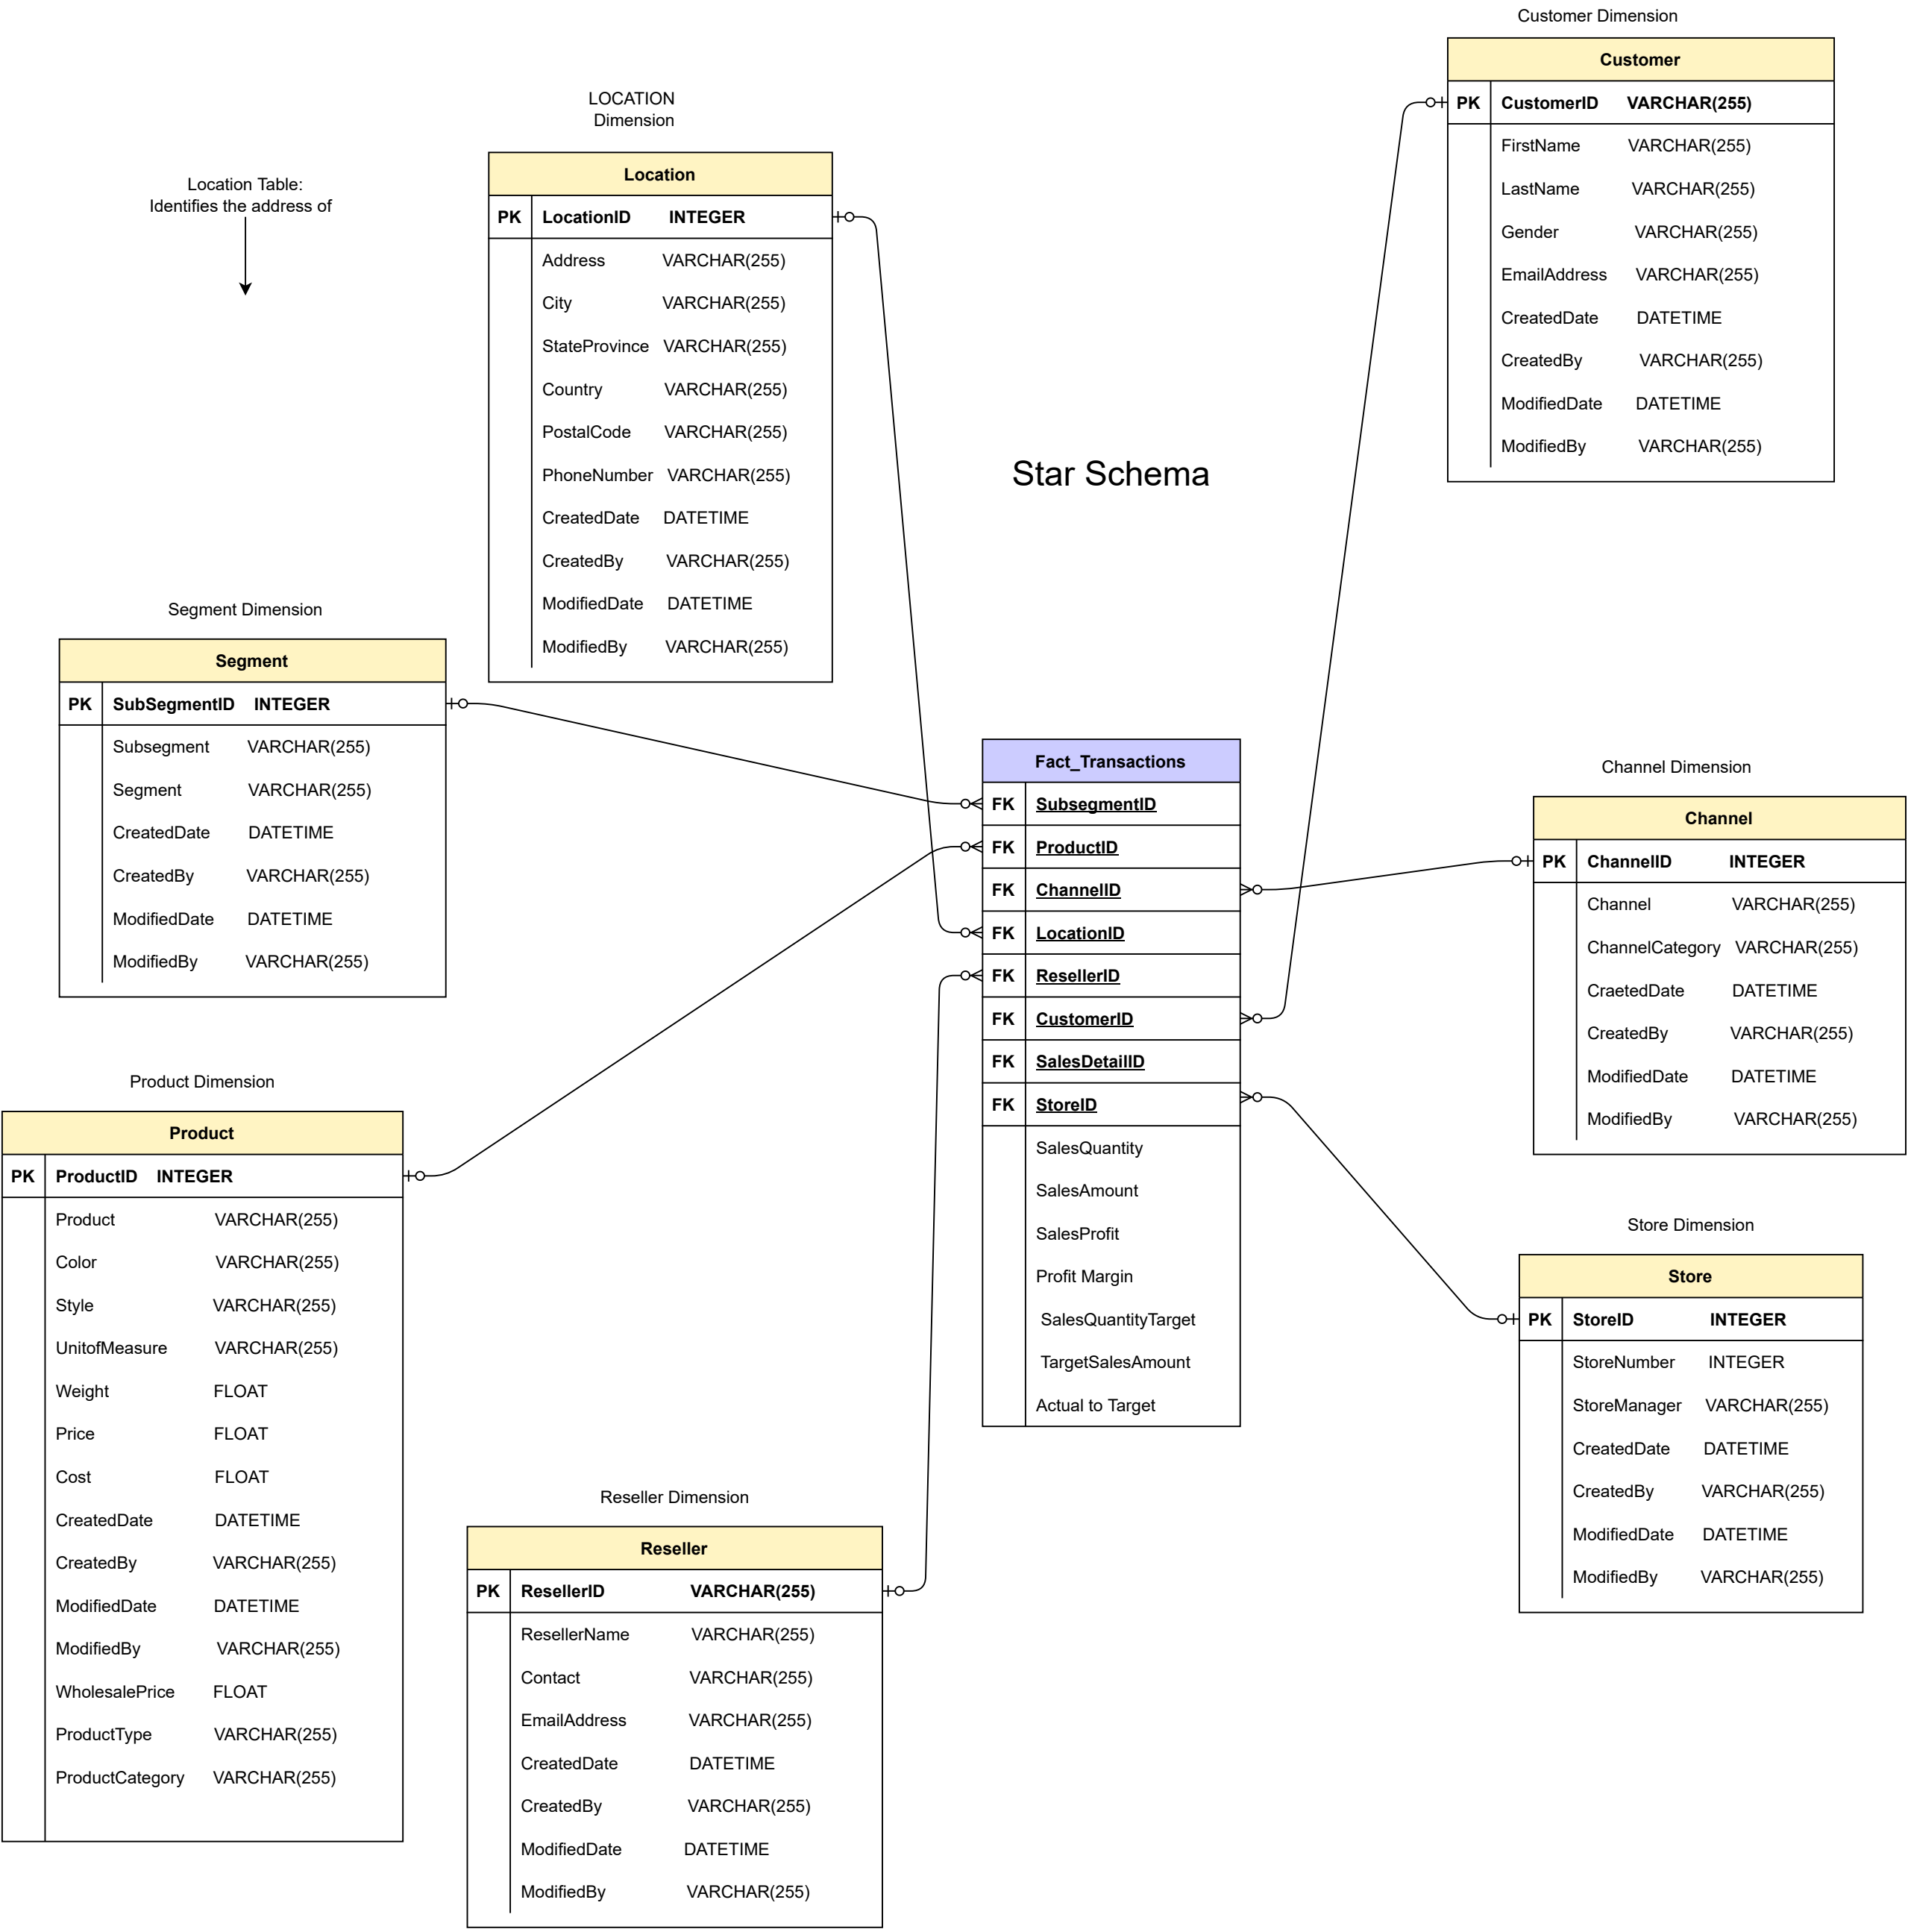 Customer Dimension
Customer
PK CustomerID VARCHAR(255)
FirstName VARCHAR(255)
LastName VARCHAR(255)
Gender VARCHAR(255)
EmailAddress VARCHAR(255)
CreatedDate DATETIME
CreatedBy VARCHAR(255)
ModifiedDate DATETIME
ModifiedBy VARCHAR(255)
LOCATION
Dimension
Location
PK LocationID INTEGER
Address VARCHAR(255)
City VARCHAR(255)
StateProvince VARCHAR(255)
Country VARCHAR(255)
PostalCode VARCHAR(255)
PhoneNumber VARCHAR(255)
CreatedDate DATETIME
CreatedBy VARCHAR(255)
ModifiedDate DATETIME
ModifiedBy VARCHAR(255)
Location Table:
Identifies the address of
Star Schema
Segment Dimension
Segment
PK SubSegmentID INTEGER
Subsegment VARCHAR(255)
Segment VARCHAR(255)
CreatedDate DATETIME
CreatedBy VARCHAR(255)
ModifiedDate DATETIME
ModifiedBy VARCHAR(255)
Fact_Transactions
FK SubsegmentID
FK ProductID
FK ChannelID
FK LocationID
FK ResellerID
FK CustomerID
FK SalesDetailID
FK StoreID
SalesQuantity
SalesAmount
SalesProfit
Profit Margin
SalesQuantityTarget
TargetSalesAmount
Actual to Target
Channel Dimension
Channel
PK ChannelID INTEGER
Channel VARCHAR(255)
ChannelCategory VARCHAR(255)
CraetedDate DATETIME
CreatedBy VARCHAR(255)
ModifiedDate DATETIME
ModifiedBy VARCHAR(255)
Product Dimension
Product
PK ProductID INTEGER
Product VARCHAR(255)
Color VARCHAR(255)
Style VARCHAR(255)
UnitofMeasure VARCHAR(255)
Weight FLOAT
Price FLOAT
Cost FLOAT
CreatedDate DATETIME
CreatedBy VARCHAR(255)
ModifiedDate DATETIME
ModifiedBy VARCHAR(255)
WholesalePrice FLOAT
ProductType VARCHAR(255)
ProductCategory VARCHAR(255)
Store Dimension
Store
PK StoreID INTEGER
StoreNumber INTEGER
StoreManager VARCHAR(255)
CreatedDate DATETIME
CreatedBy VARCHAR(255)
ModifiedDate DATETIME
ModifiedBy VARCHAR(255)
Reseller Dimension
Reseller
PK ResellerID VARCHAR(255)
ResellerName VARCHAR(255)
Contact VARCHAR(255)
EmailAddress VARCHAR(255)
CreatedDate DATETIME
CreatedBy VARCHAR(255)
ModifiedDate DATETIME
ModifiedBy VARCHAR(255)